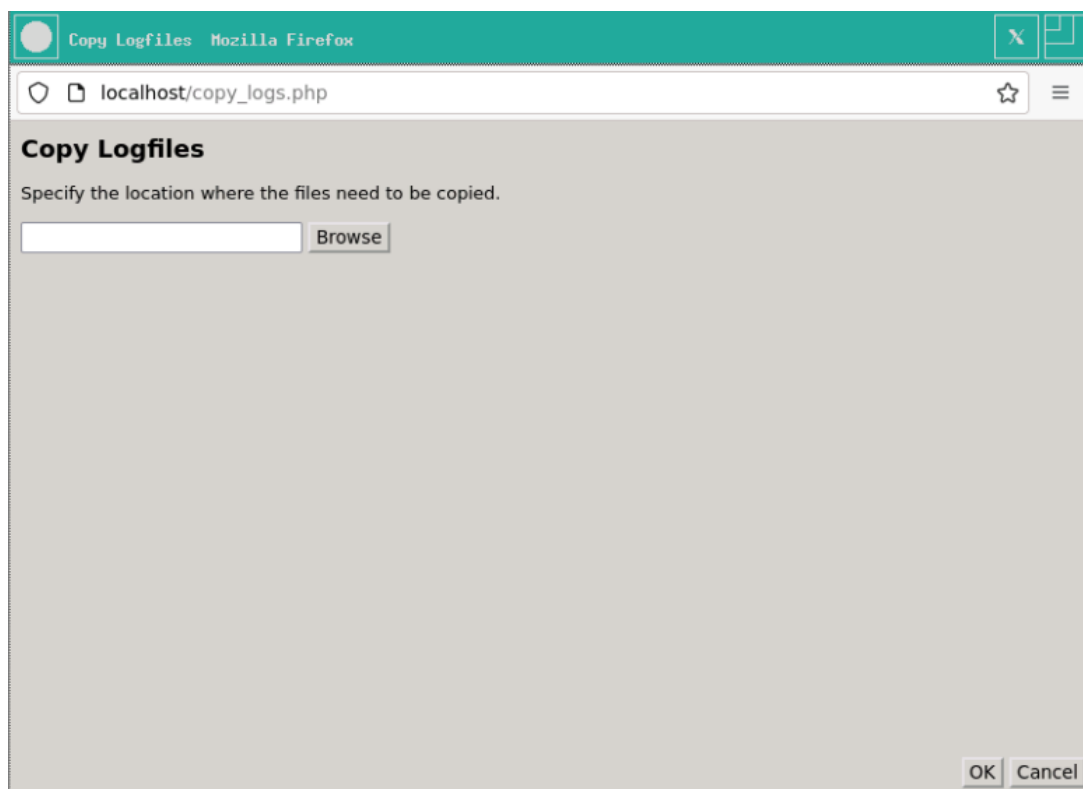 Copy Logfiles  Mozilla Firefox
X
localhost/copy_logs.php
Copy Logfiles
Specify the location where the files need to be copied.
Browse
OK Cancel